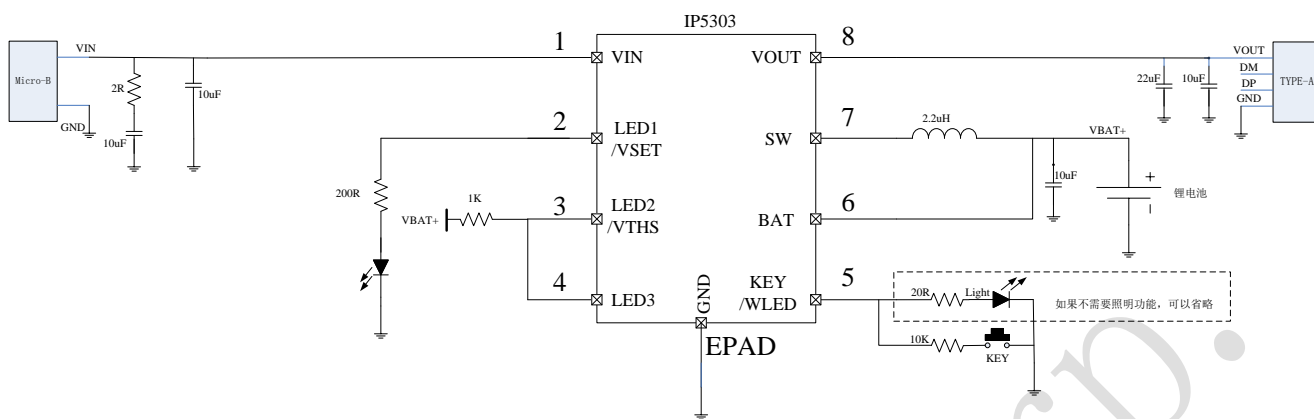 IP5303
Micro-B
VIN
GND
2R
10uF
10uF
1
VIN
2
LED1
/VSET
200R
VBAT+
1K
3
LED2
/VTHS
4
LED3
GND
EPAD
8
VOUT
22uF
10uF
VOUT
DM
DP
GND
TYPE-A
7
SW
2.2uH
VBAT+
10uF
+
锂电池
6
BAT
5
KEY
/WLED
20R
Light
如果不需要照明功能，可以省略
10K
KEY
rp.